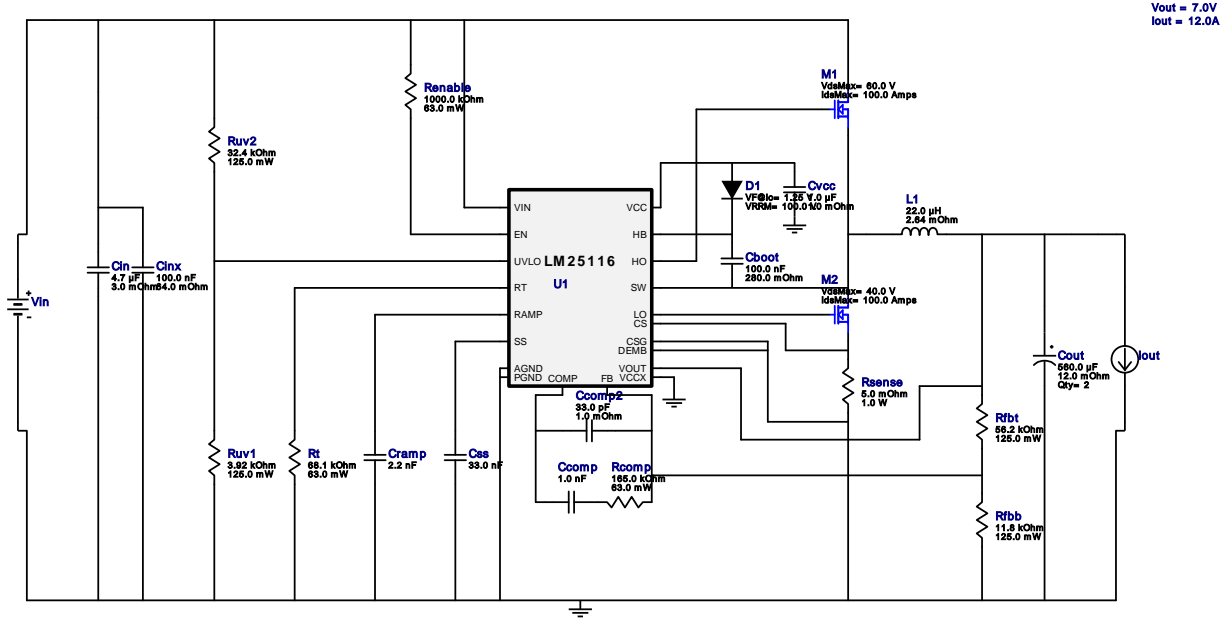 Vout = 7.0V
Iout = 12.0A
M1
VdsMax= 60.0 V
IdsMax= 100.0 Amps
Renable
1000.0 kOhm
63.0 mW
Ruv2
32.4 kOhm
125.0 mW
VIN
EN
UVLO
RT
RAMP
SS
AGND
PGND
COMP
FB
LM25116
U1
VCC
HB
HO
SW
LO
CS
CSG
DEMB
VOUT
VCCX
D1
VF@Io= 1.25 V
VRRM= 100.0 V
Cvcc
1.0 µF
1.0 mOhm
L1
22.0 µH
2.64 mOhm
Cboot
100.0 nF
280.0 mOhm
M2
VdsMax= 40.0 V
IdsMax= 100.0 Amps
Vin
Cin
4.7 µF
3.0 mOhm
Cinx
100.0 nF
64.0 mOhm
Cout
560.0 µF
12.0 mOhm
Qty= 2
Iout
Rsense
5.0 mOhm
1.0 W
Ccomp2
33.0 pF
1.0 mOhm
Rfbt
56.2 kOhm
125.0 mW
Ruv1
3.92 kOhm
125.0 mW
Rt
68.1 kOhm
63.0 mW
Cramp
2.2 nF
Css
33.0 nF
Ccomp
1.0 nF
Rcomp
165.0 kOhm
63.0 mW
Rfbb
11.8 kOhm
125.0 mW